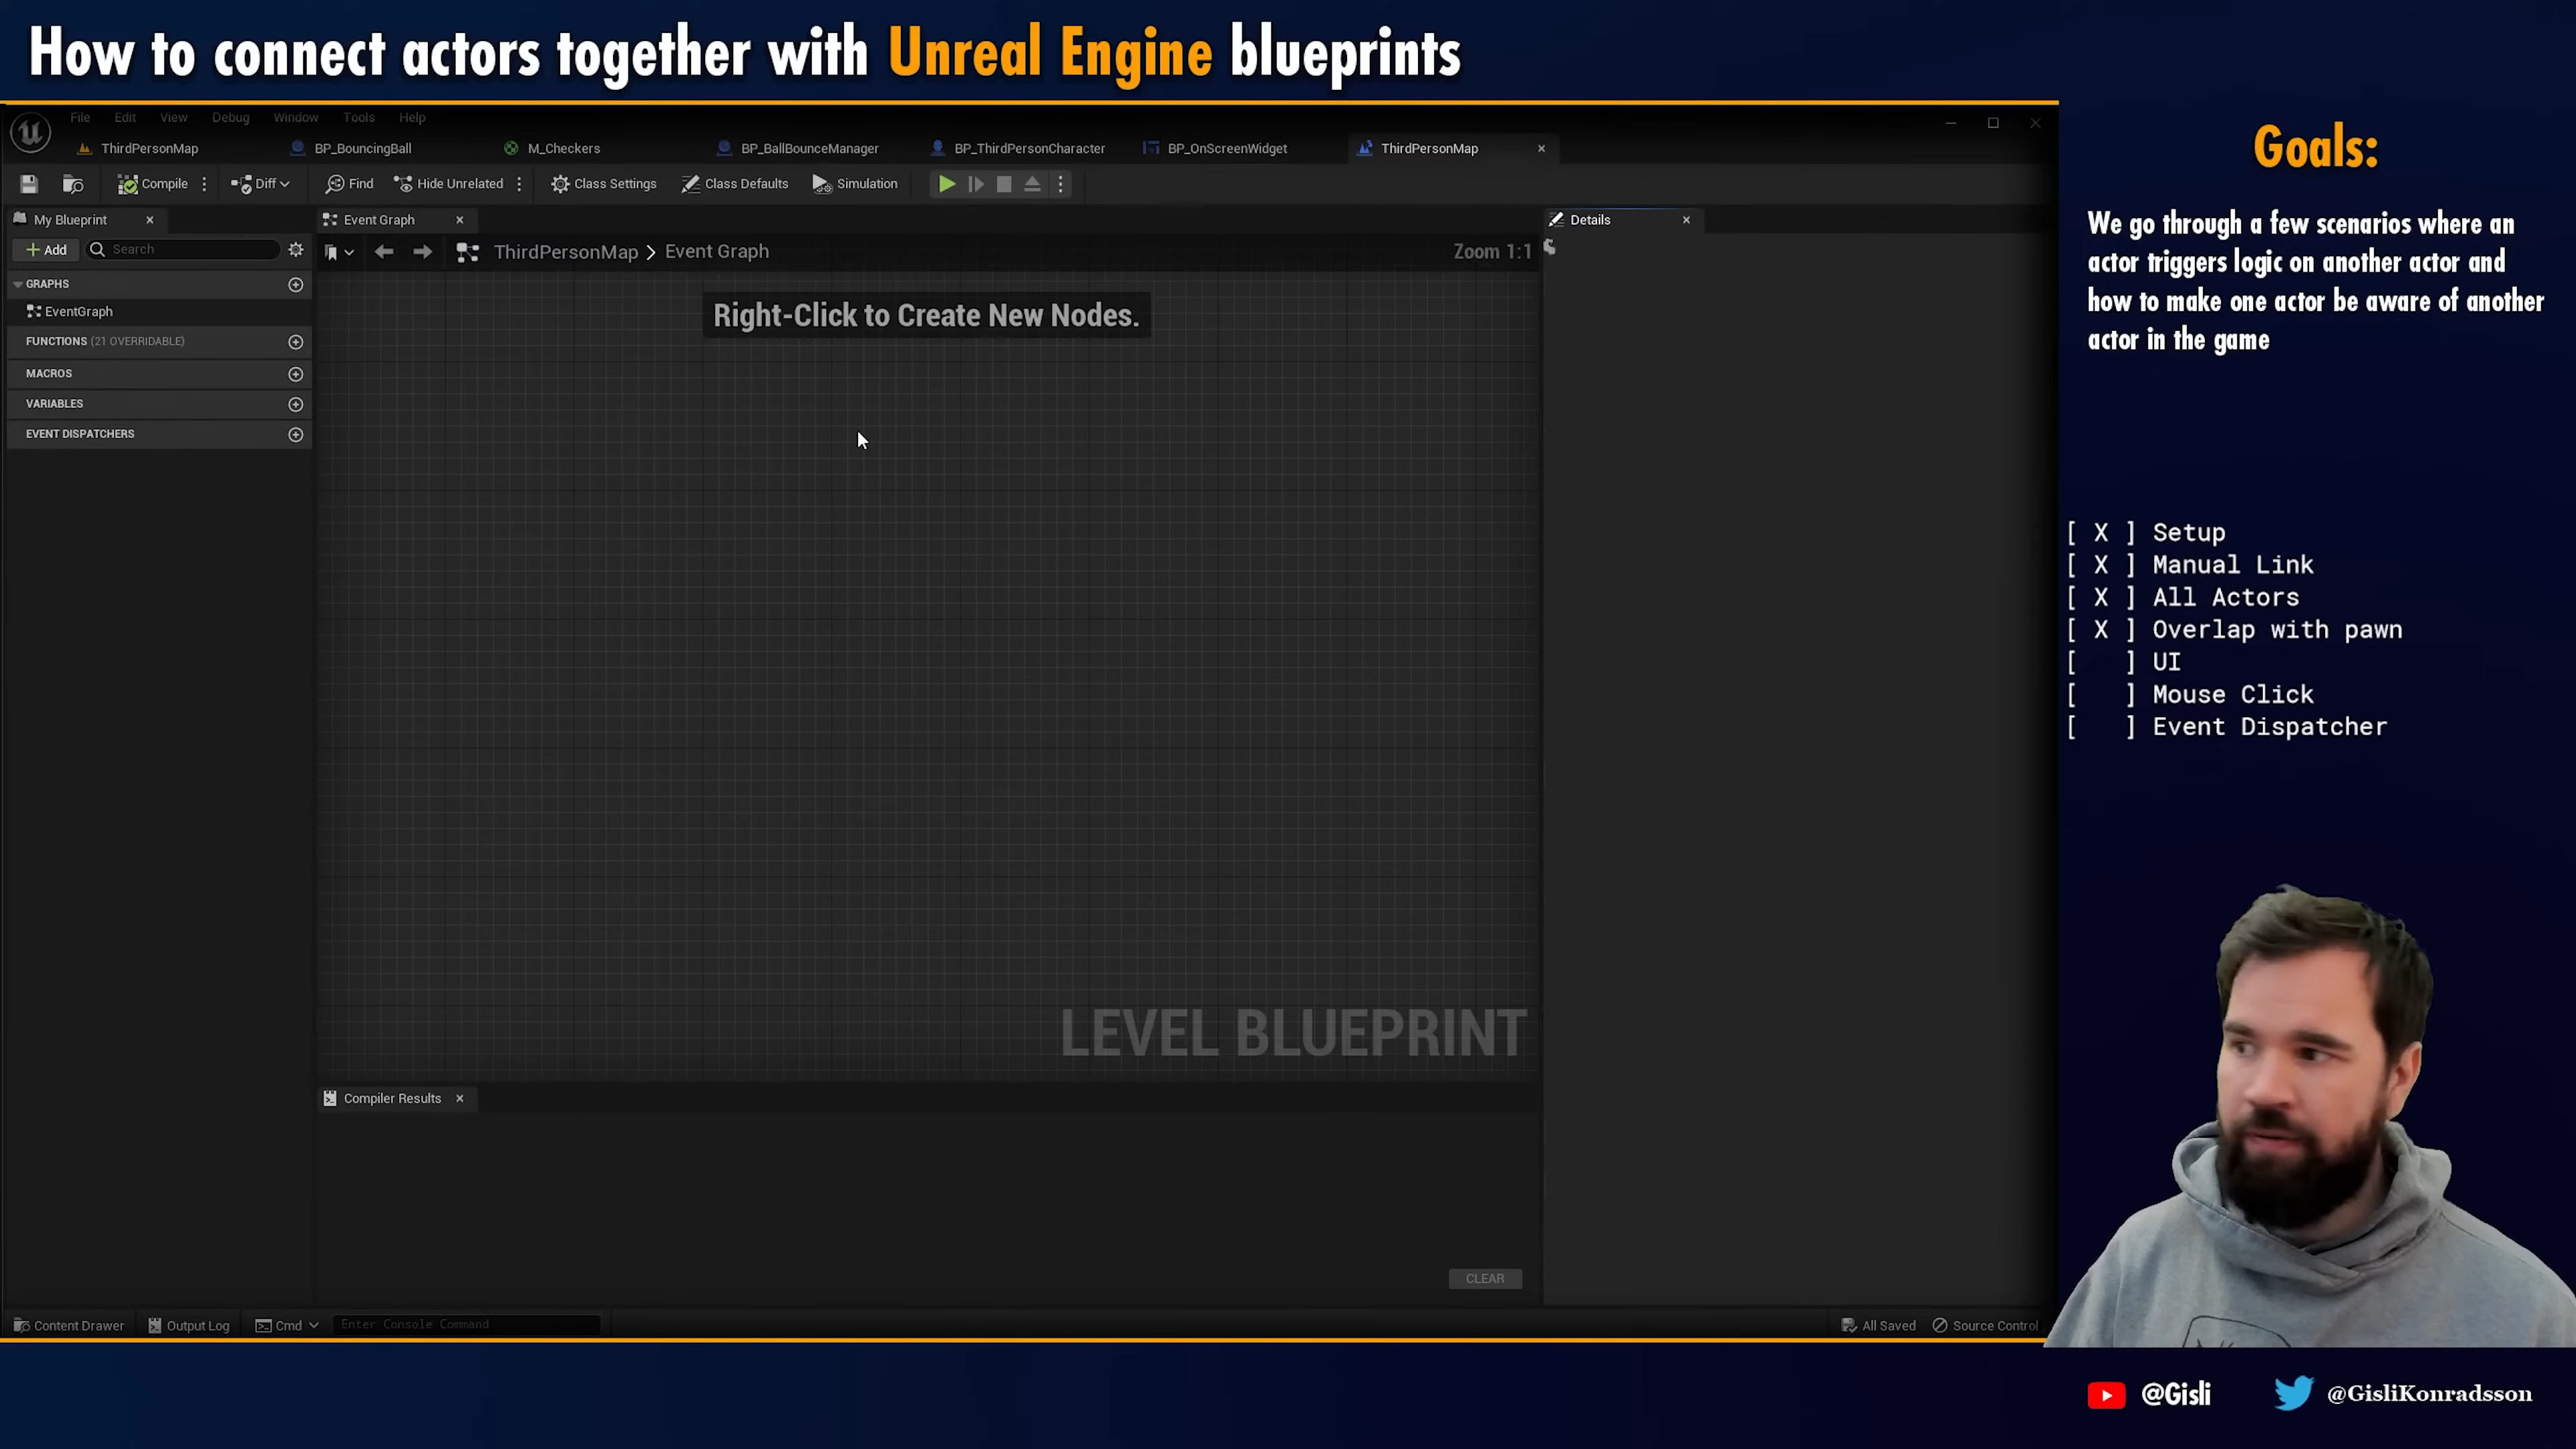 How to connect actors together with Unreal Engine blueprints
File Edit View Debug Window Tools Help
ThirdPersonMap BP_BouncingBall M_Checkers BP_BallBounceManager BP_ThirdPersonCharacter BP_OnScreenWidget ThirdPersonMap
Compile Diff Find Hide Unrelated Class Settings Class Defaults Simulation
My Blueprint Event Graph Details
Add Search ThirdPersonMap > Event Graph Zoom 1:1
GRAPHS
EventGraph
FUNCTIONS (21 OVERRIDABLE)
MACROS
VARIABLES
EVENT DISPATCHERS
Right-Click to Create New Nodes.
LEVEL BLUEPRINT
Compiler Results
CLEAR
Content Drawer Output Log Cmd Enter Console Command All Saved Source Control
Goals:
We go through a few scenarios where an
actor triggers logic on another actor and
how to make one actor be aware of another
actor in the game
[ X ] Setup
[ X ] Manual Link
[ X ] All Actors
[ X ] Overlap with pawn
[ ] UI
[ ] Mouse Click
[ ] Event Dispatcher
@Gisli @GisliKonradsson